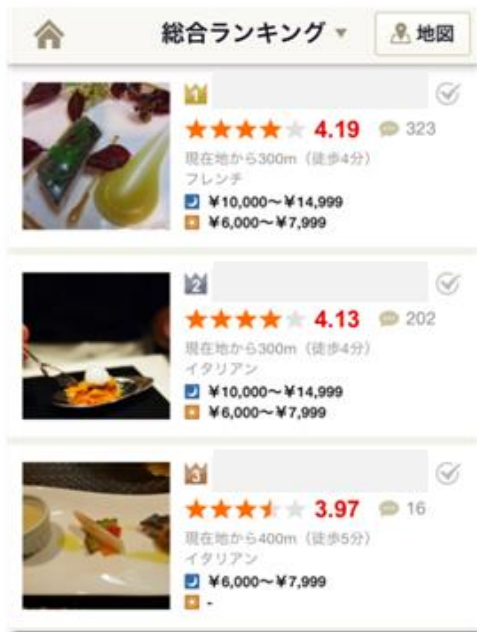 総合ランキング ▼
地図
1
4.19 323
現在地から300m（徒歩4分）
フレンチ
¥10,000～¥14,999
¥6,000～¥7,999
2
4.13 202
現在地から300m（徒歩4分）
イタリアン
¥10,000～¥14,999
¥6,000～¥7,999
3
3.97 16
現在地から400m（徒歩5分）
イタリアン
¥6,000～¥7,999
-